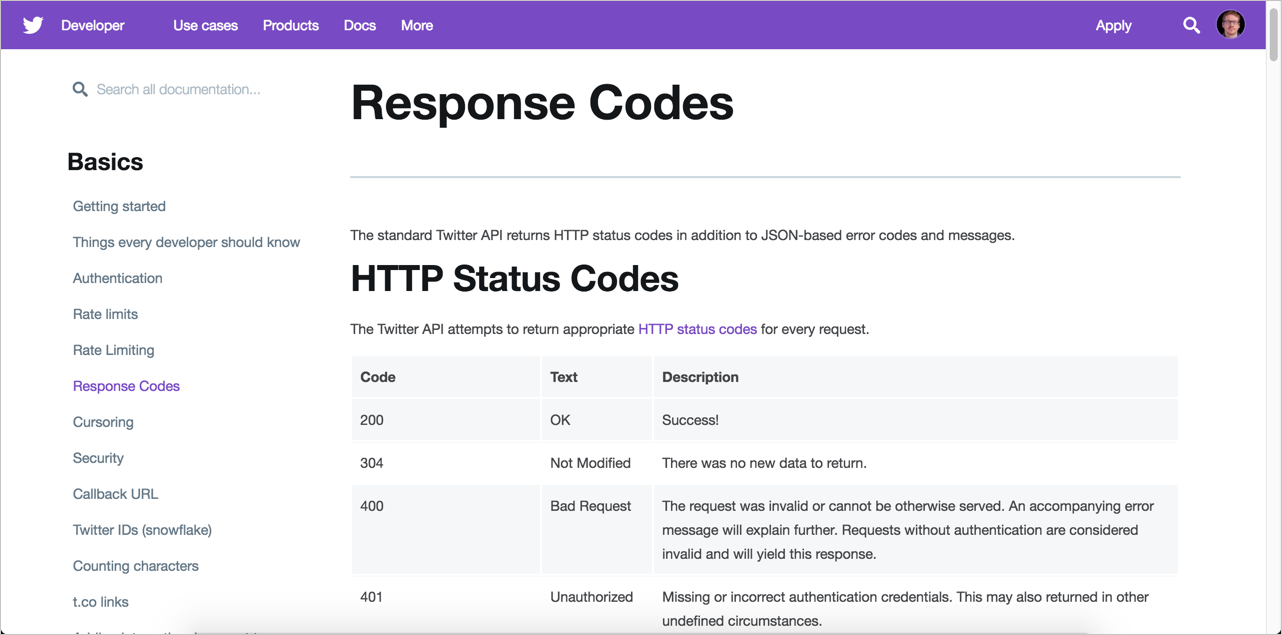 Developer Use cases Products Docs More Apply
Search all documentation...
Basics
Getting started
Things every developer should know
Authentication
Rate limits
Rate Limiting
Response Codes
Cursoring
Security
Callback URL
Twitter IDs (snowflake)
Counting characters
t.co links
Response Codes
The standard Twitter API returns HTTP status codes in addition to JSON-based error codes and messages.
HTTP Status Codes
The Twitter API attempts to return appropriate HTTP status codes for every request.
Code Text Description
200 OK Success!
304 Not Modified There was no new data to return.
400 Bad Request The request was invalid or cannot be otherwise served. An accompanying error
message will explain further. Requests without authentication are considered
invalid and will yield this response.
401 Unauthorized Missing or incorrect authentication credentials. This may also returned in other
undefined circumstances.